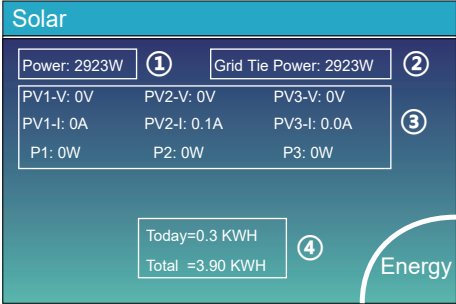 Solar
Power: 2923W ① Grid Tie Power: 2923W ②
PV1-V: 0V PV2-V: 0V PV3-V: 0V
PV1-I: 0A PV2-I: 0.1A PV3-I: 0.0A ③
P1: 0W P2: 0W P3: 0W
Today=0.3 KWH
④
Total =3.90 KWH
Energy